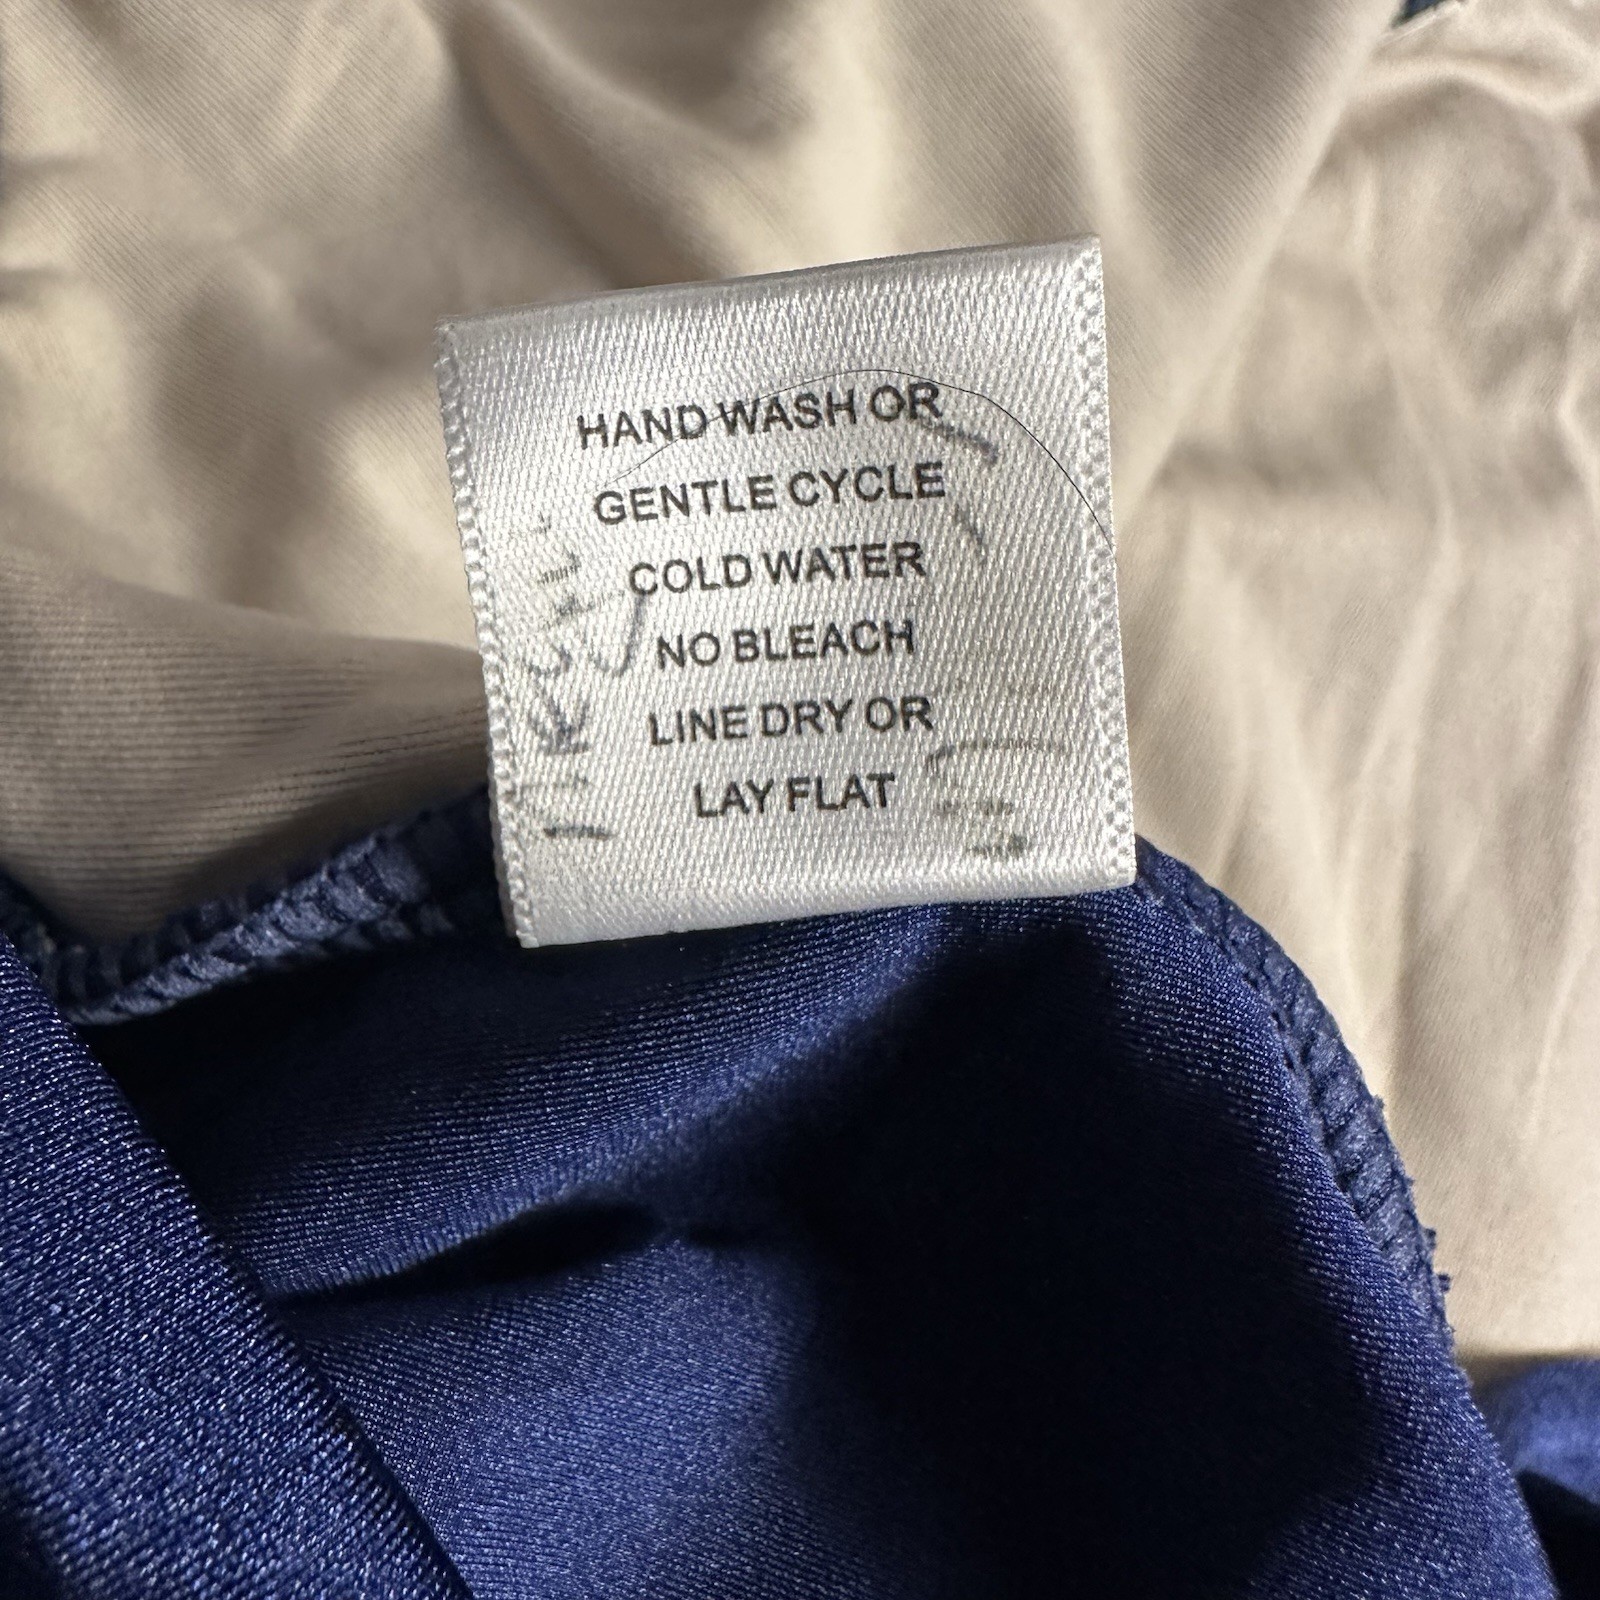 HAND WASH OR
GENTLE CYCLE
COLD WATER
NO BLEACH
LINE DRY OR
LAY FLAT